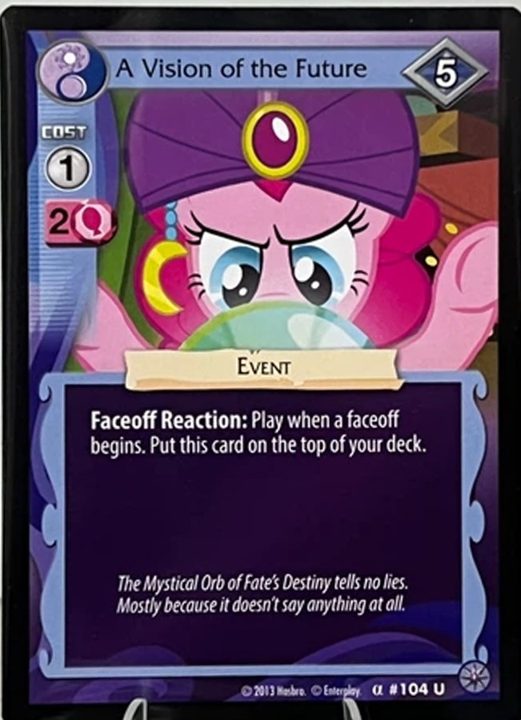 A Vision of the Future
5
COST
1
2
EVENT
Faceoff Reaction: Play when a faceoff
begins. Put this card on the top of your deck.
The Mystical Orb of Fate's Destiny tells no lies.
Mostly because it doesn't say anything at all.
© 2013 Hasbro. © Enterplay. α #104 U